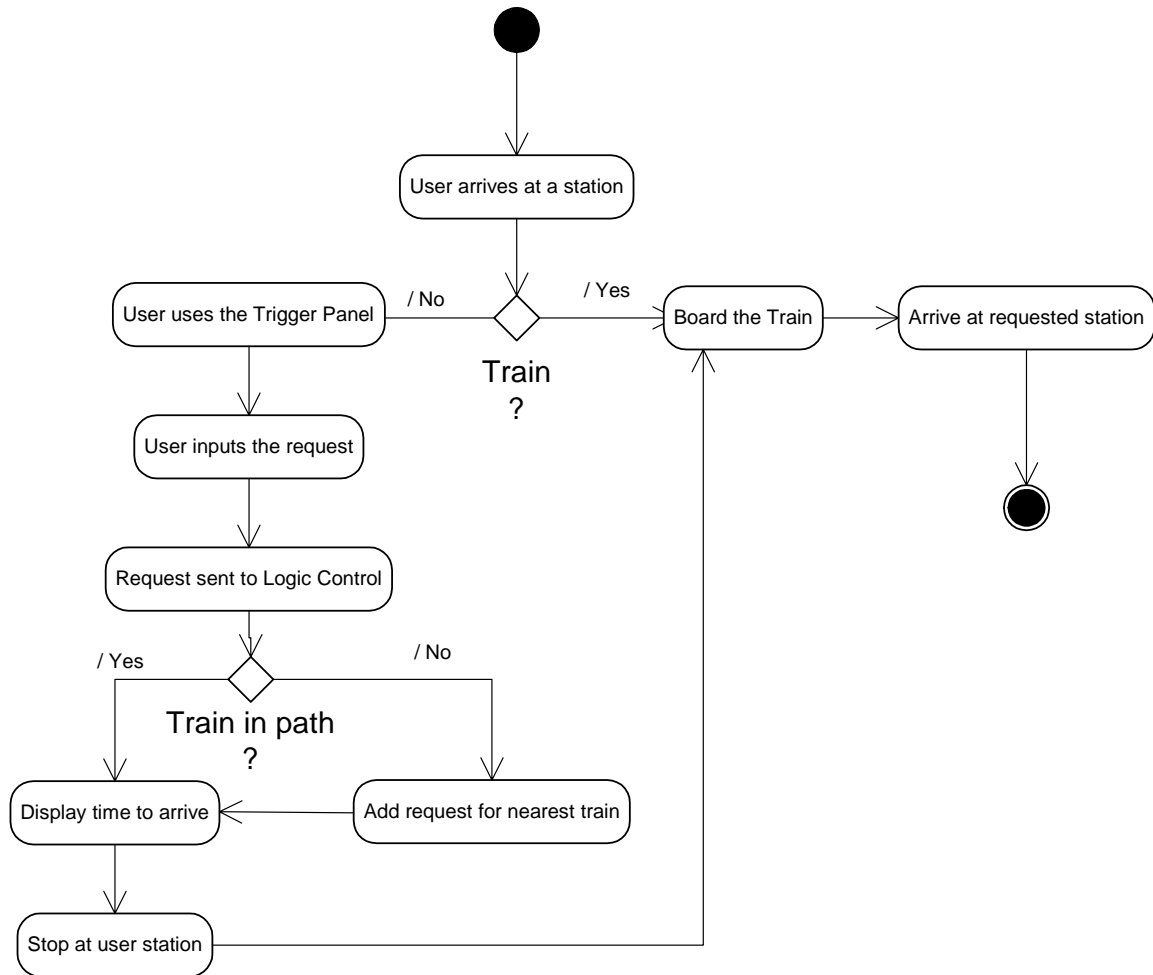 User arrives at a station
/ No
/ Yes
User uses the Trigger Panel
Board the Train
Arrive at requested station
Train
?
User inputs the request
Request sent to Logic Control
/ Yes
/ No
Train in path
?
Display time to arrive
Add request for nearest train
Stop at user station